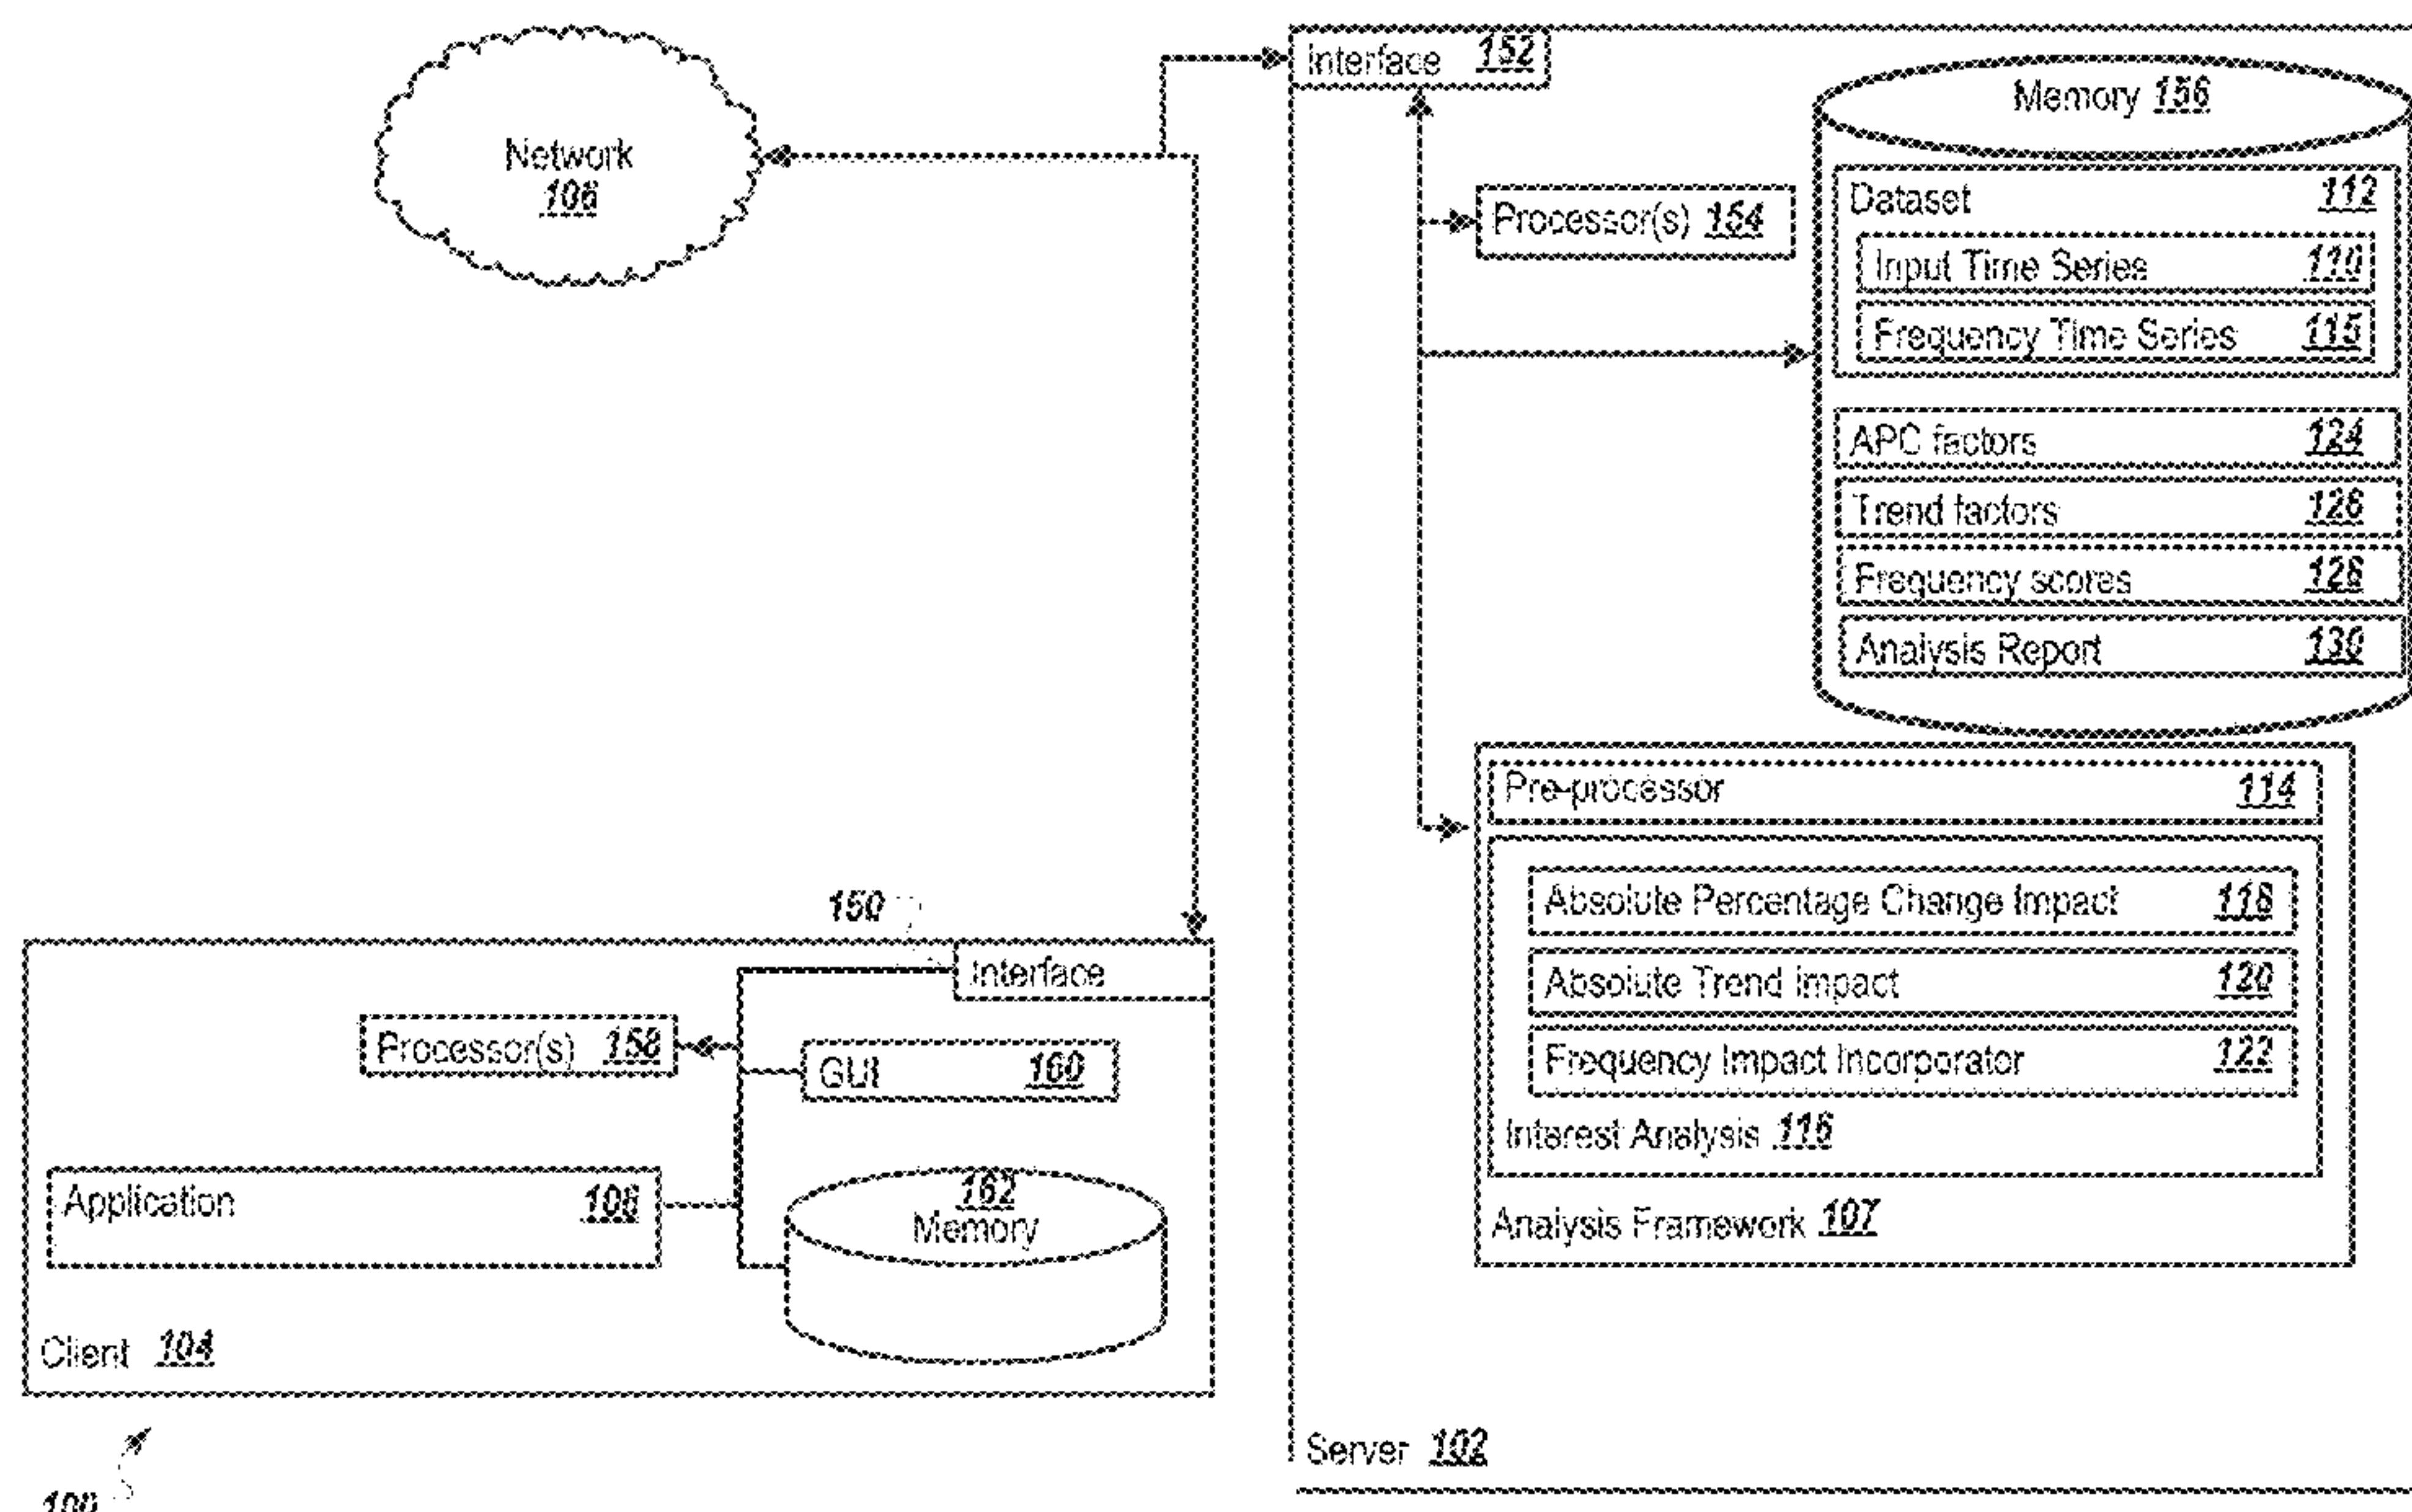 Network
106
Interface 152
Memory 156
Processor(s) 154
Dataset 112
Input Time Series 110
Frequency Time Series 115
APC factors 124
Trend factors 126
Frequency scores 128
Analysis Report 130
Pre-processor 114
Absolute Percentage Change Impact 118
Absolute Trend Impact 120
Frequency Impact Incorporator 122
Interest Analysis 116
Analysis Framework 107
Server 102
150
Interface
Processor(s) 158
GUI 160
Application 108
162
Memory
Client 104
100